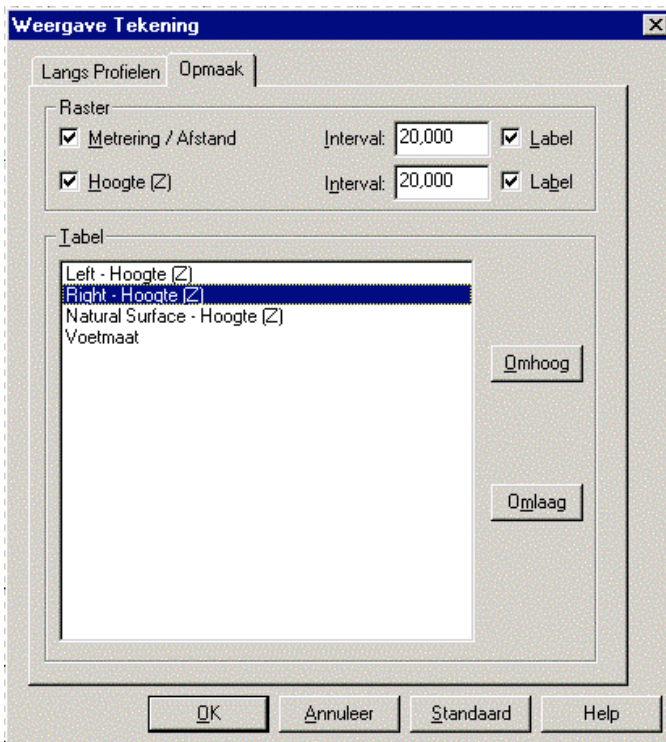 Weergave Tekening
Langs Profielen Opmaak
Raster
Metrering / Afstand Interval: 20,000 Label
Hoogte (Z) Interval: 20,000 Label
Tabel
Left - Hoogte (Z)
Right - Hoogte (Z)
Natural Surface - Hoogte (Z)
Voetmaat
Omhoog
Omlaag
OK Annuleer Standaard Help